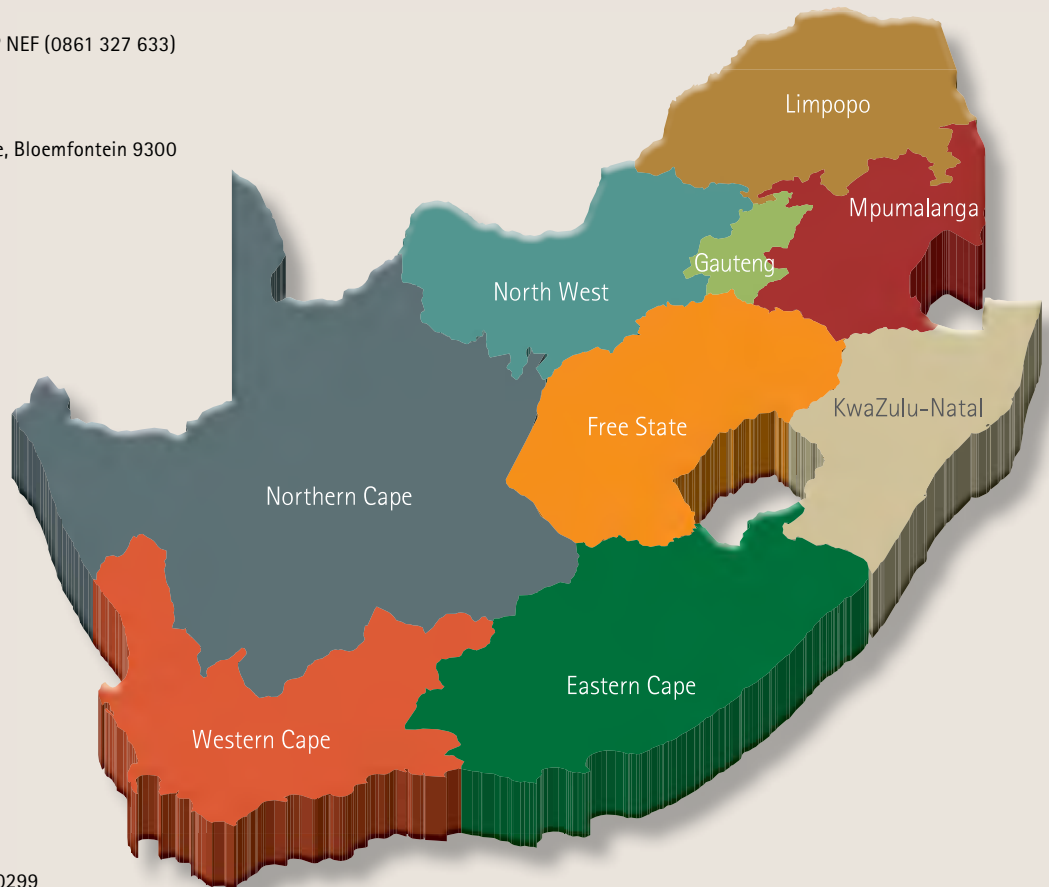 NEF (0861 327 633)
Limpopo
Bloemfontein 9300
Mpumalanga
Gauteng
North West
KwaZulu-Natal
Free State
Northern Cape
Eastern Cape
Western Cape
0299